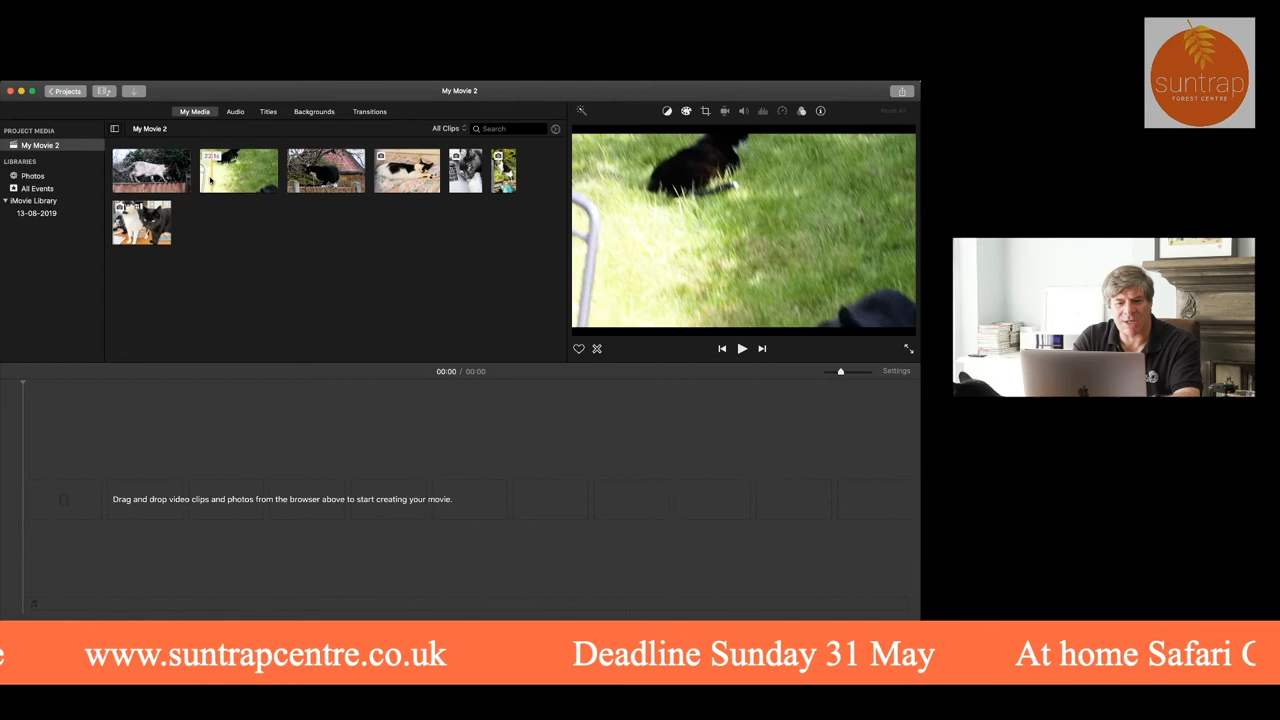 suntrap
FOREST CENTRE
Projects
My Movie 2
My Media Audio Titles Backgrounds Transitions
Reset All
PROJECT MEDIA
My Movie 2
All Clips
Search
My Movie 2
LIBRARIES
Photos
All Events
iMovie Library
13-08-2019
00:00 / 00:00
Settings
Drag and drop video clips and photos from the browser above to start creating your movie.
www.suntrapcentre.co.uk Deadline Sunday 31 May At home Safari